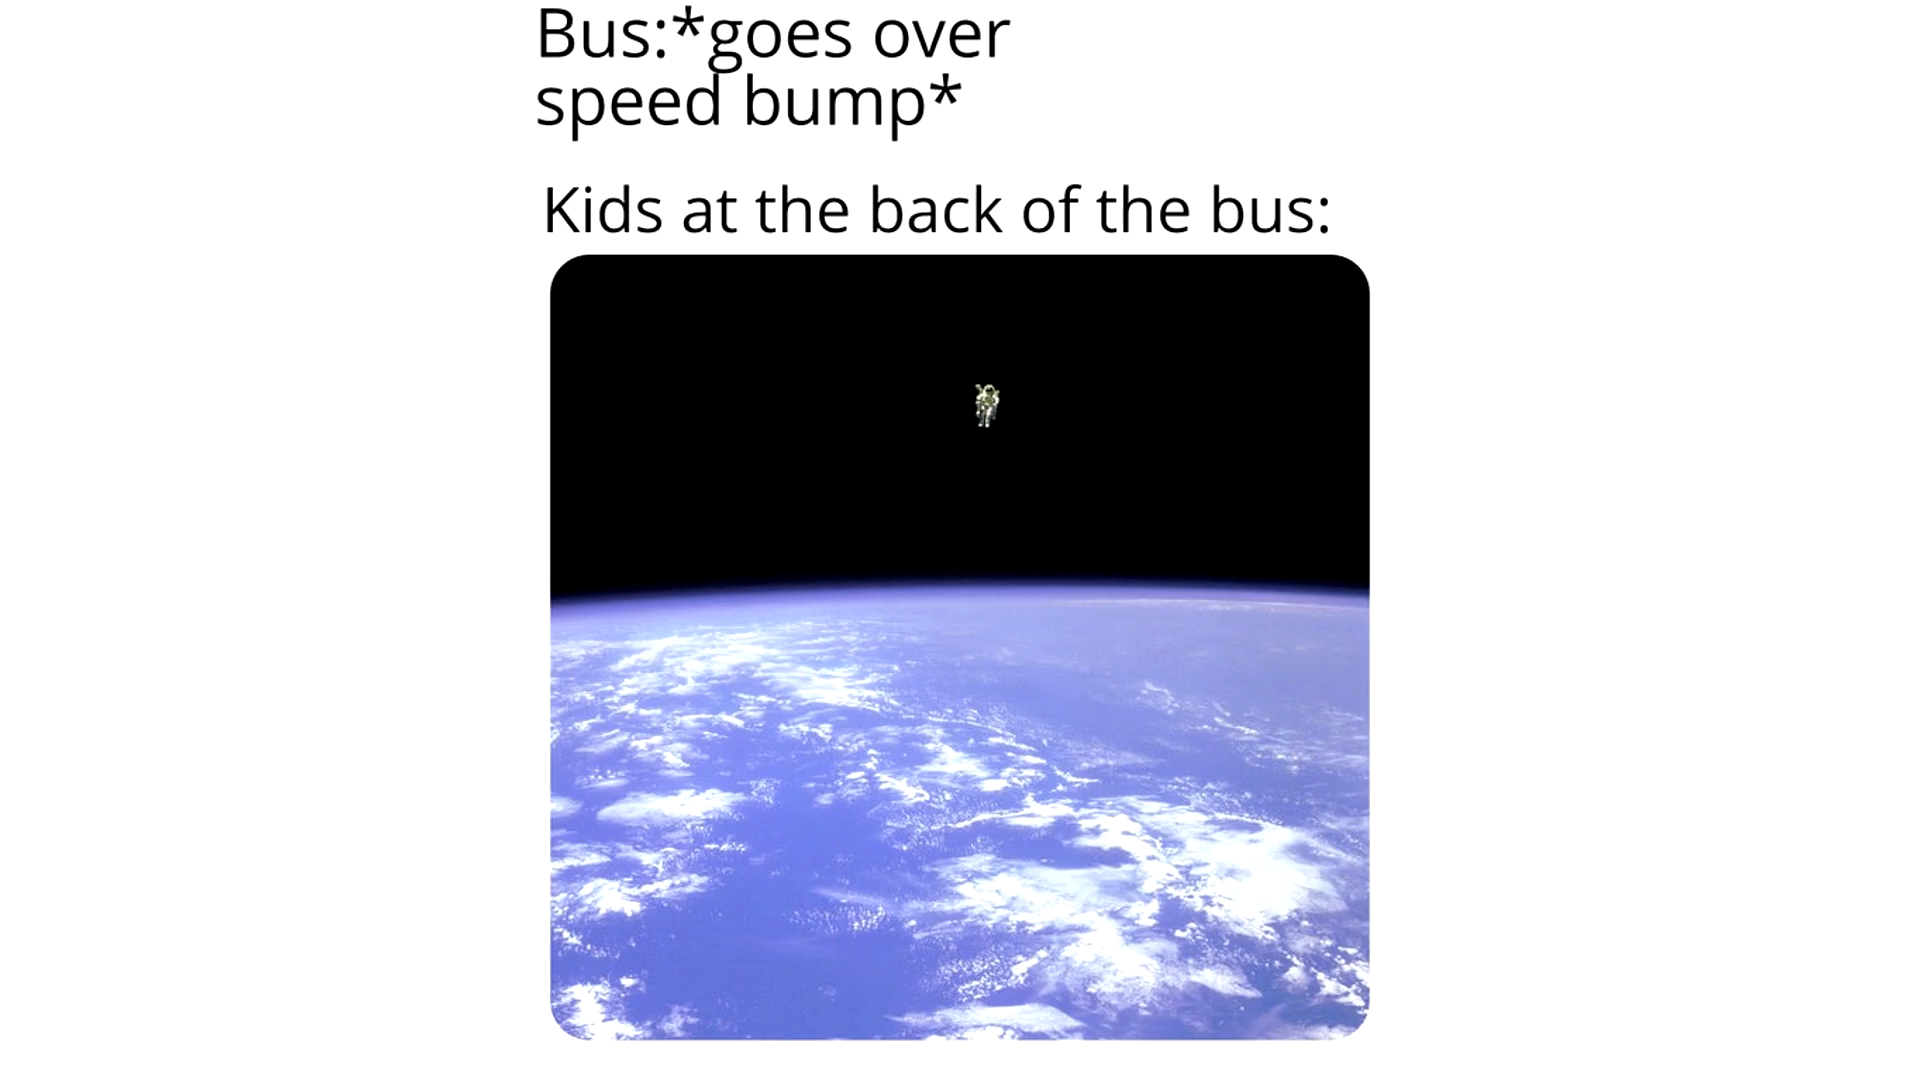 Bus:*goes over
speed bump*
Kids at the back of the bus: